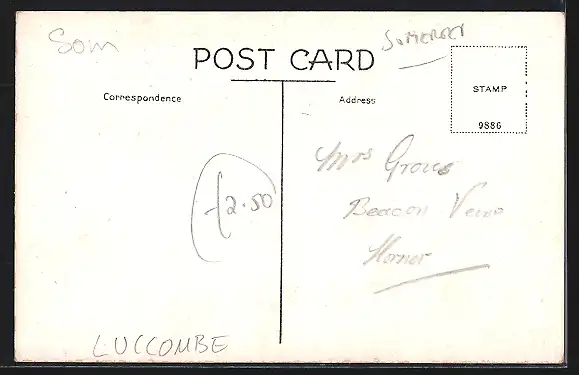 Som
SOMERSET
POST CARD
Correspondence
Address
STAMP
9886
Mrs Groves
Beacon View
Horner
£2.50
LUCCOMBE